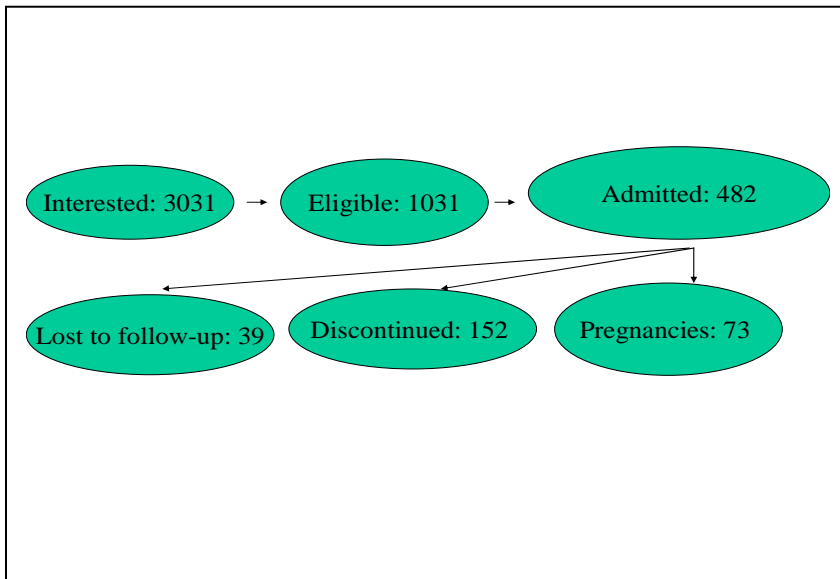 Interested: 3031
Eligible: 1031
Admitted: 482
Lost to follow-up: 39
Discontinued: 152
Pregnancies: 73